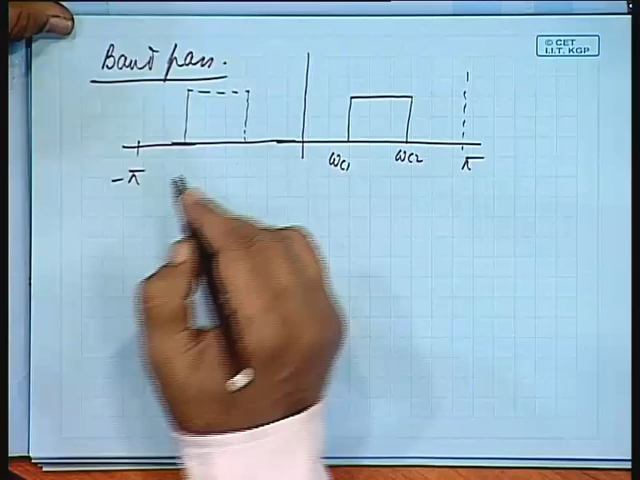 Band pass.
© CET
I.I.T. KGP
-π ωc1 ωc2 π